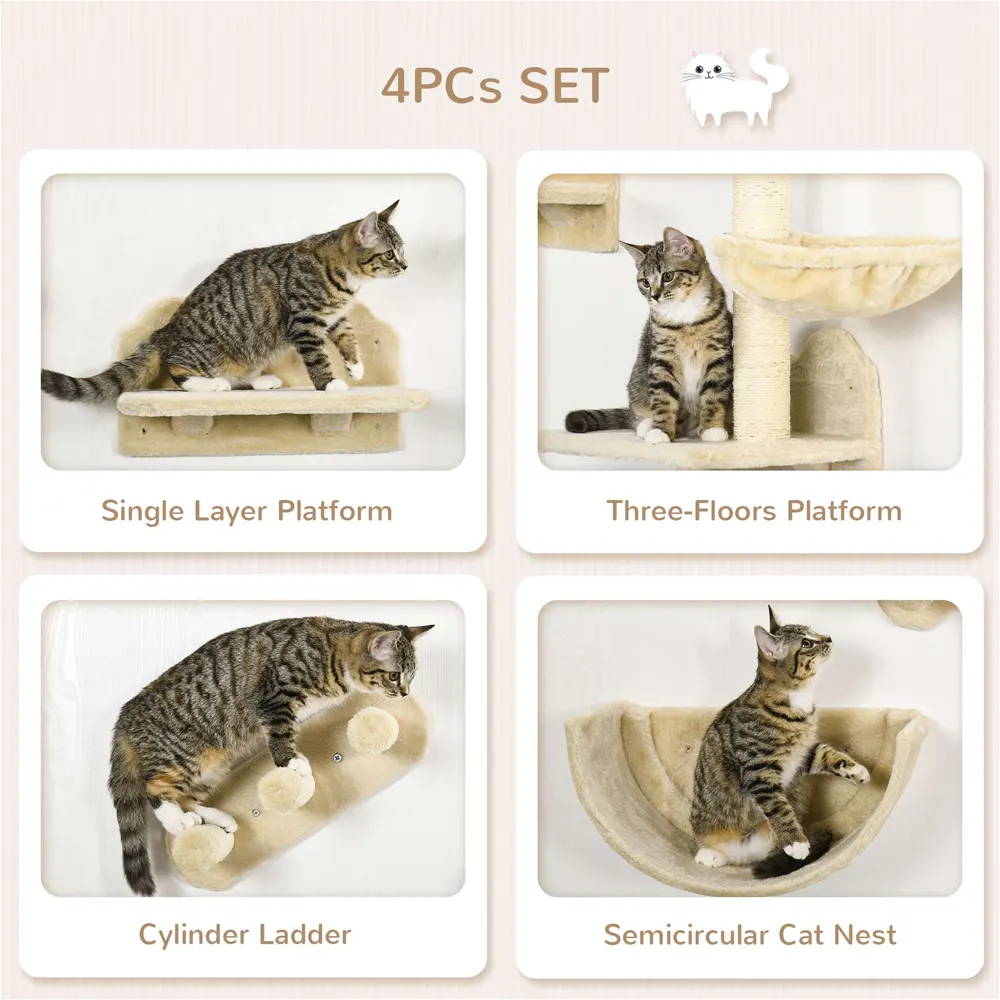 4PCs SET
Single Layer Platform
Three-Floors Platform
Cylinder Ladder
Semicircular Cat Nest